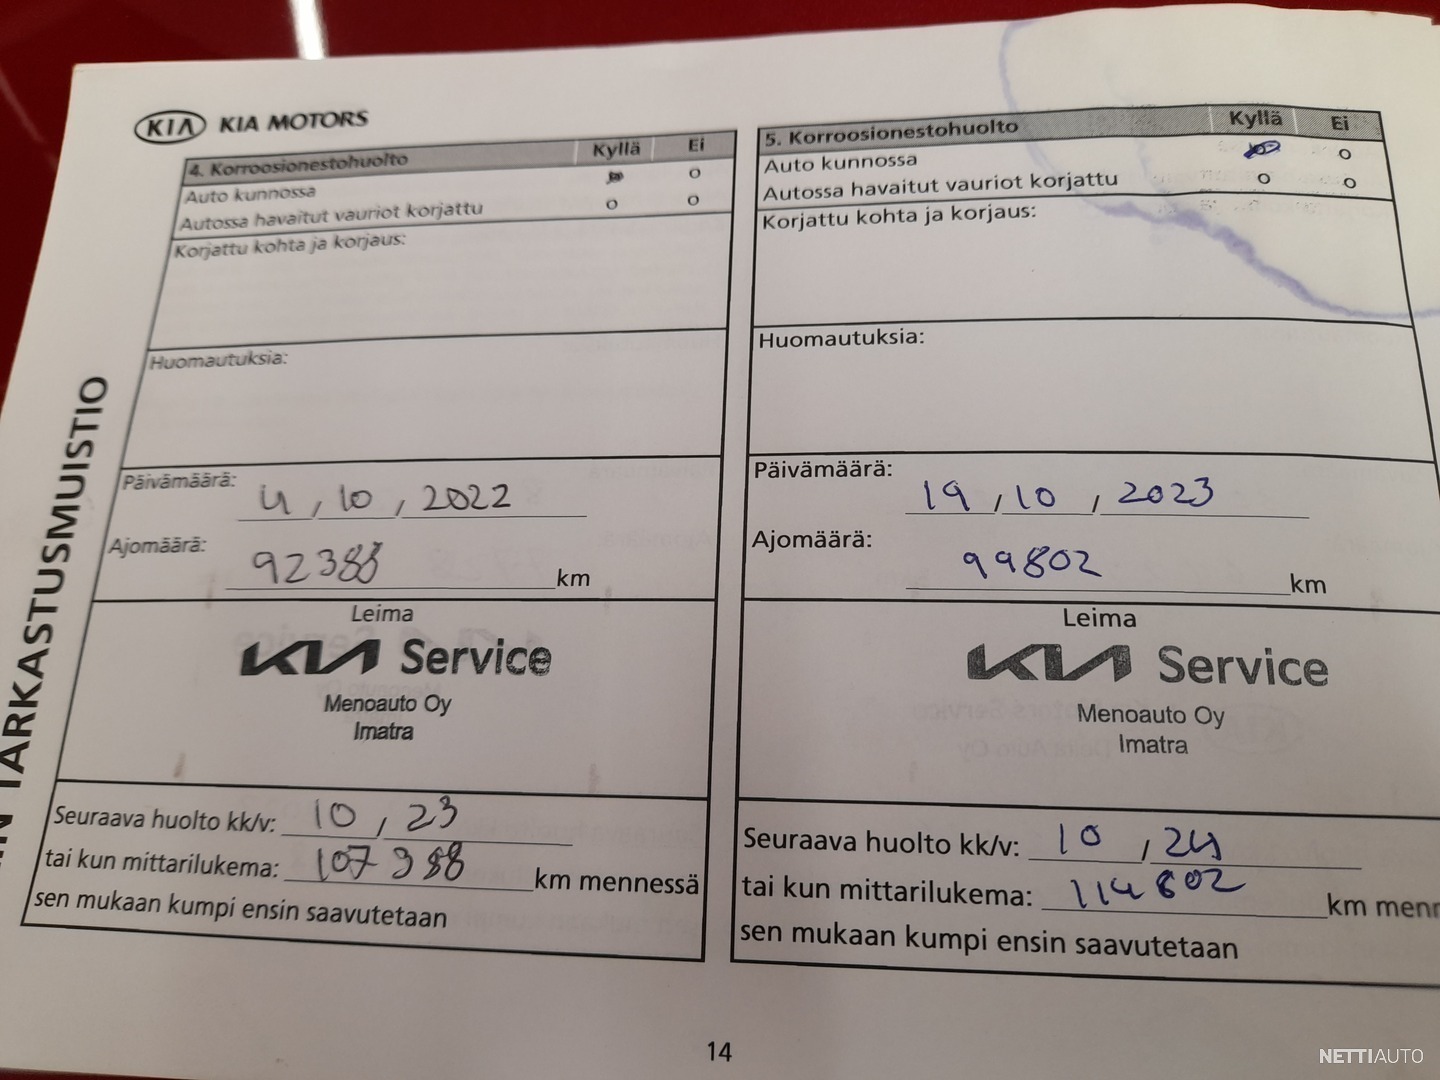 KIA KIA MOTORS
4. Korroosionestohuolto Kyllä Ei
Auto kunnossa
Autossa havaitut vauriot korjattu o o
Korjattu kohta ja korjaus:
Huomautuksia:
Päivämäärä: 4, 10, 2022
Ajomäärä: 92388 km
Leima
KIA Service
Menoauto Oy
Imatra
Seuraava huolto kk/v: 10, 23
tai kun mittarilukema: 107388 km mennessä
sen mukaan kumpi ensin saavutetaan
5. Korroosionestohuolto Kyllä Ei
Auto kunnossa
Autossa havaitut vauriot korjattu o o
Korjattu kohta ja korjaus:
Huomautuksia:
Päivämäärä: 19, 10, 2023
Ajomäärä: 99802 km
Leima
KIA Service
Menoauto Oy
Imatra
Seuraava huolto kk/v: 10, 24
tai kun mittarilukema: 114802 km menn
sen mukaan kumpi ensin saavutetaan
TARKASTUSMUISTIO
14
NETTIAUTO